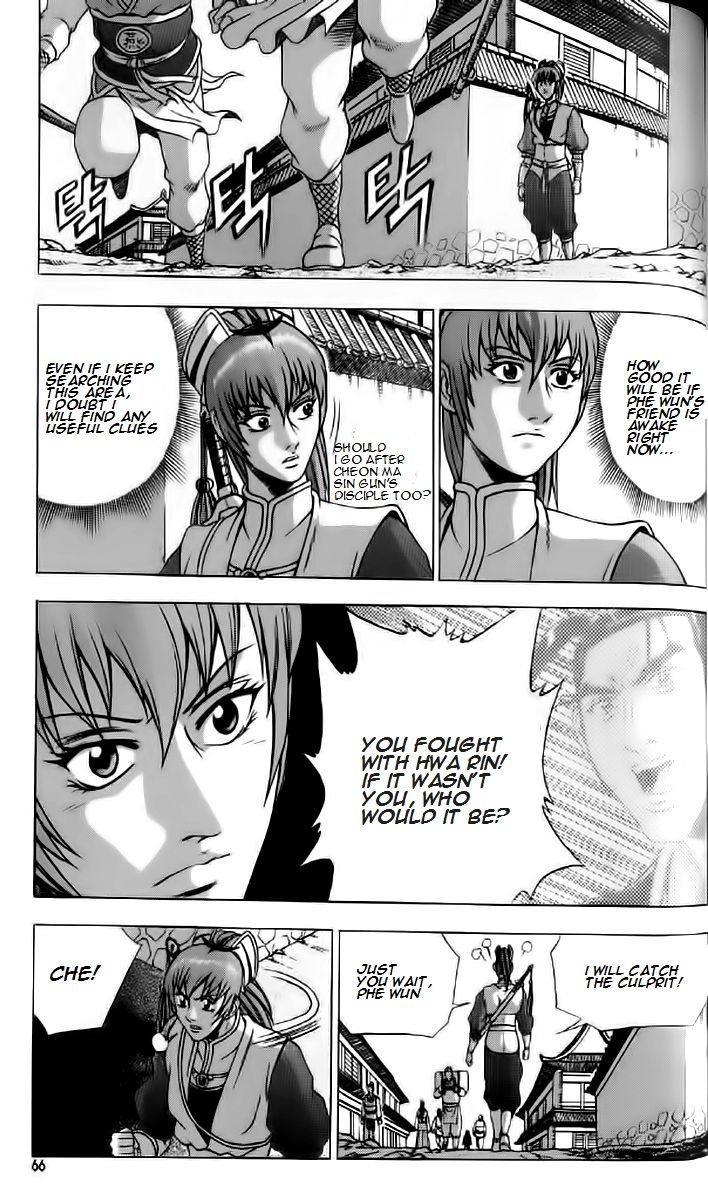 탁
탁
탁
EVEN IF I KEEP
SEARCHING
THIS AREA,
I DOUBT I
WILL FIND ANY
USEFUL CLUES
SHOULD
I GO AFTER
CHEON MA
SIN GUN'S
DISCIPLE TOO?
HOW
GOOD IT
WILL BE IF
PHE WUN'S
FRIEND IS
AWAKE
RIGHT
NOW...
YOU FOUGHT
WITH HWA RIN!
IF IT WASN'T
YOU, WHO
WOULD IT BE?
CHE!
JUST
YOU WAIT,
PHE WUN
I WILL CATCH
THE CULPRIT!
66